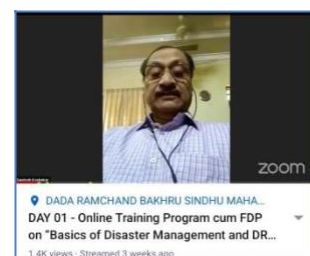 zoom
DADA RAMCHAND BAKHRU SINDHU MAHA...
DAY 01 - Online Training Program cum FDP
on "Basics of Disaster Management and DR...
1.4K views · Streamed 3 weeks ago